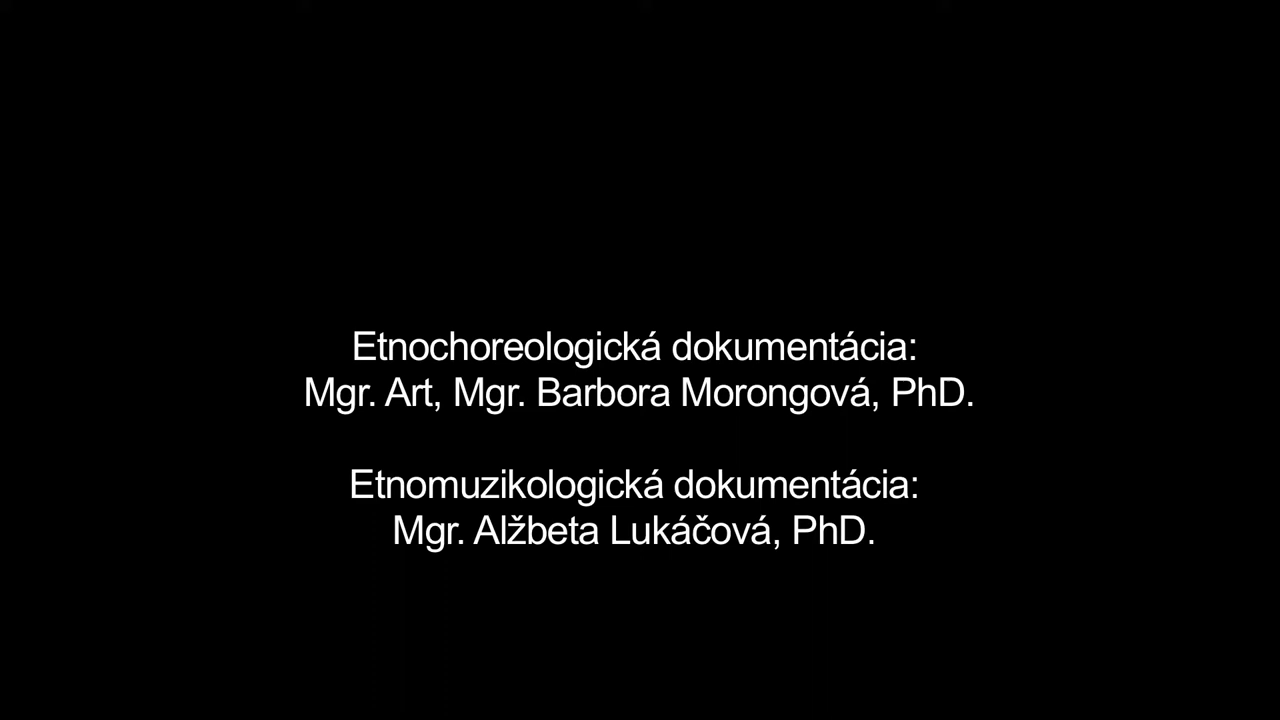 Etnochoreologická dokumentácia:
Mgr. Art, Mgr. Barbora Morongová, PhD.
Etnomuzikologická dokumentácia:
Mgr. Alžbeta Lukáčová, PhD.